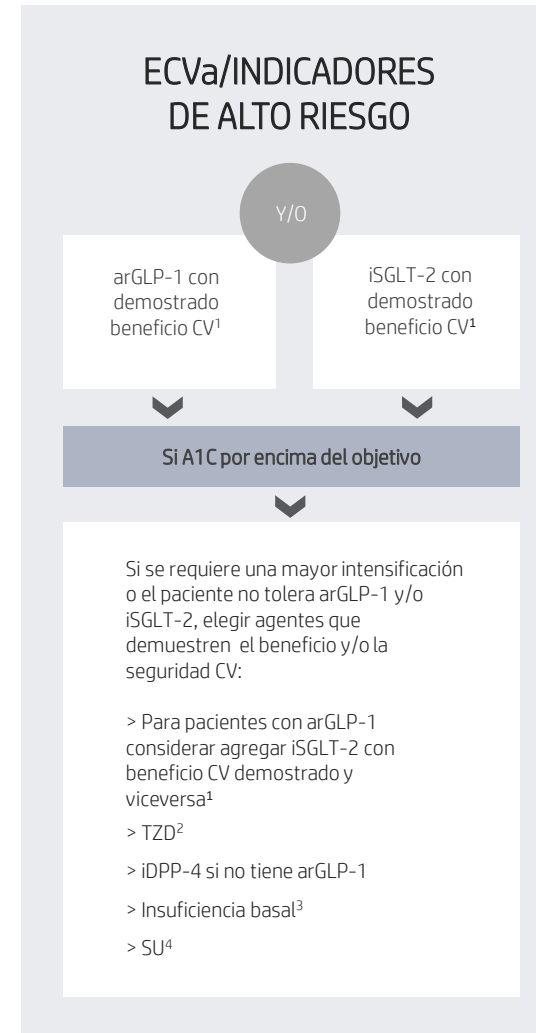 ECVa/INDICADORES
DE ALTO RIESGO
Y/O
arGLP-1 con
demostrado
beneficio CV¹
iSGLT-2 con
demostrado
beneficio CV¹
Si A1C por encima del objetivo
Si se requiere una mayor intensificación
o el paciente no tolera arGLP-1 y/o
iSGLT-2, elegir agentes que
demuestren el beneficio y/o la
seguridad CV:
> Para pacientes con arGLP-1
considerar agregar iSGLT-2 con
beneficio CV demostrado y
viceversa¹
> TZD²
> iDPP-4 si no tiene arGLP-1
> Insuficiencia basal³
> SU⁴